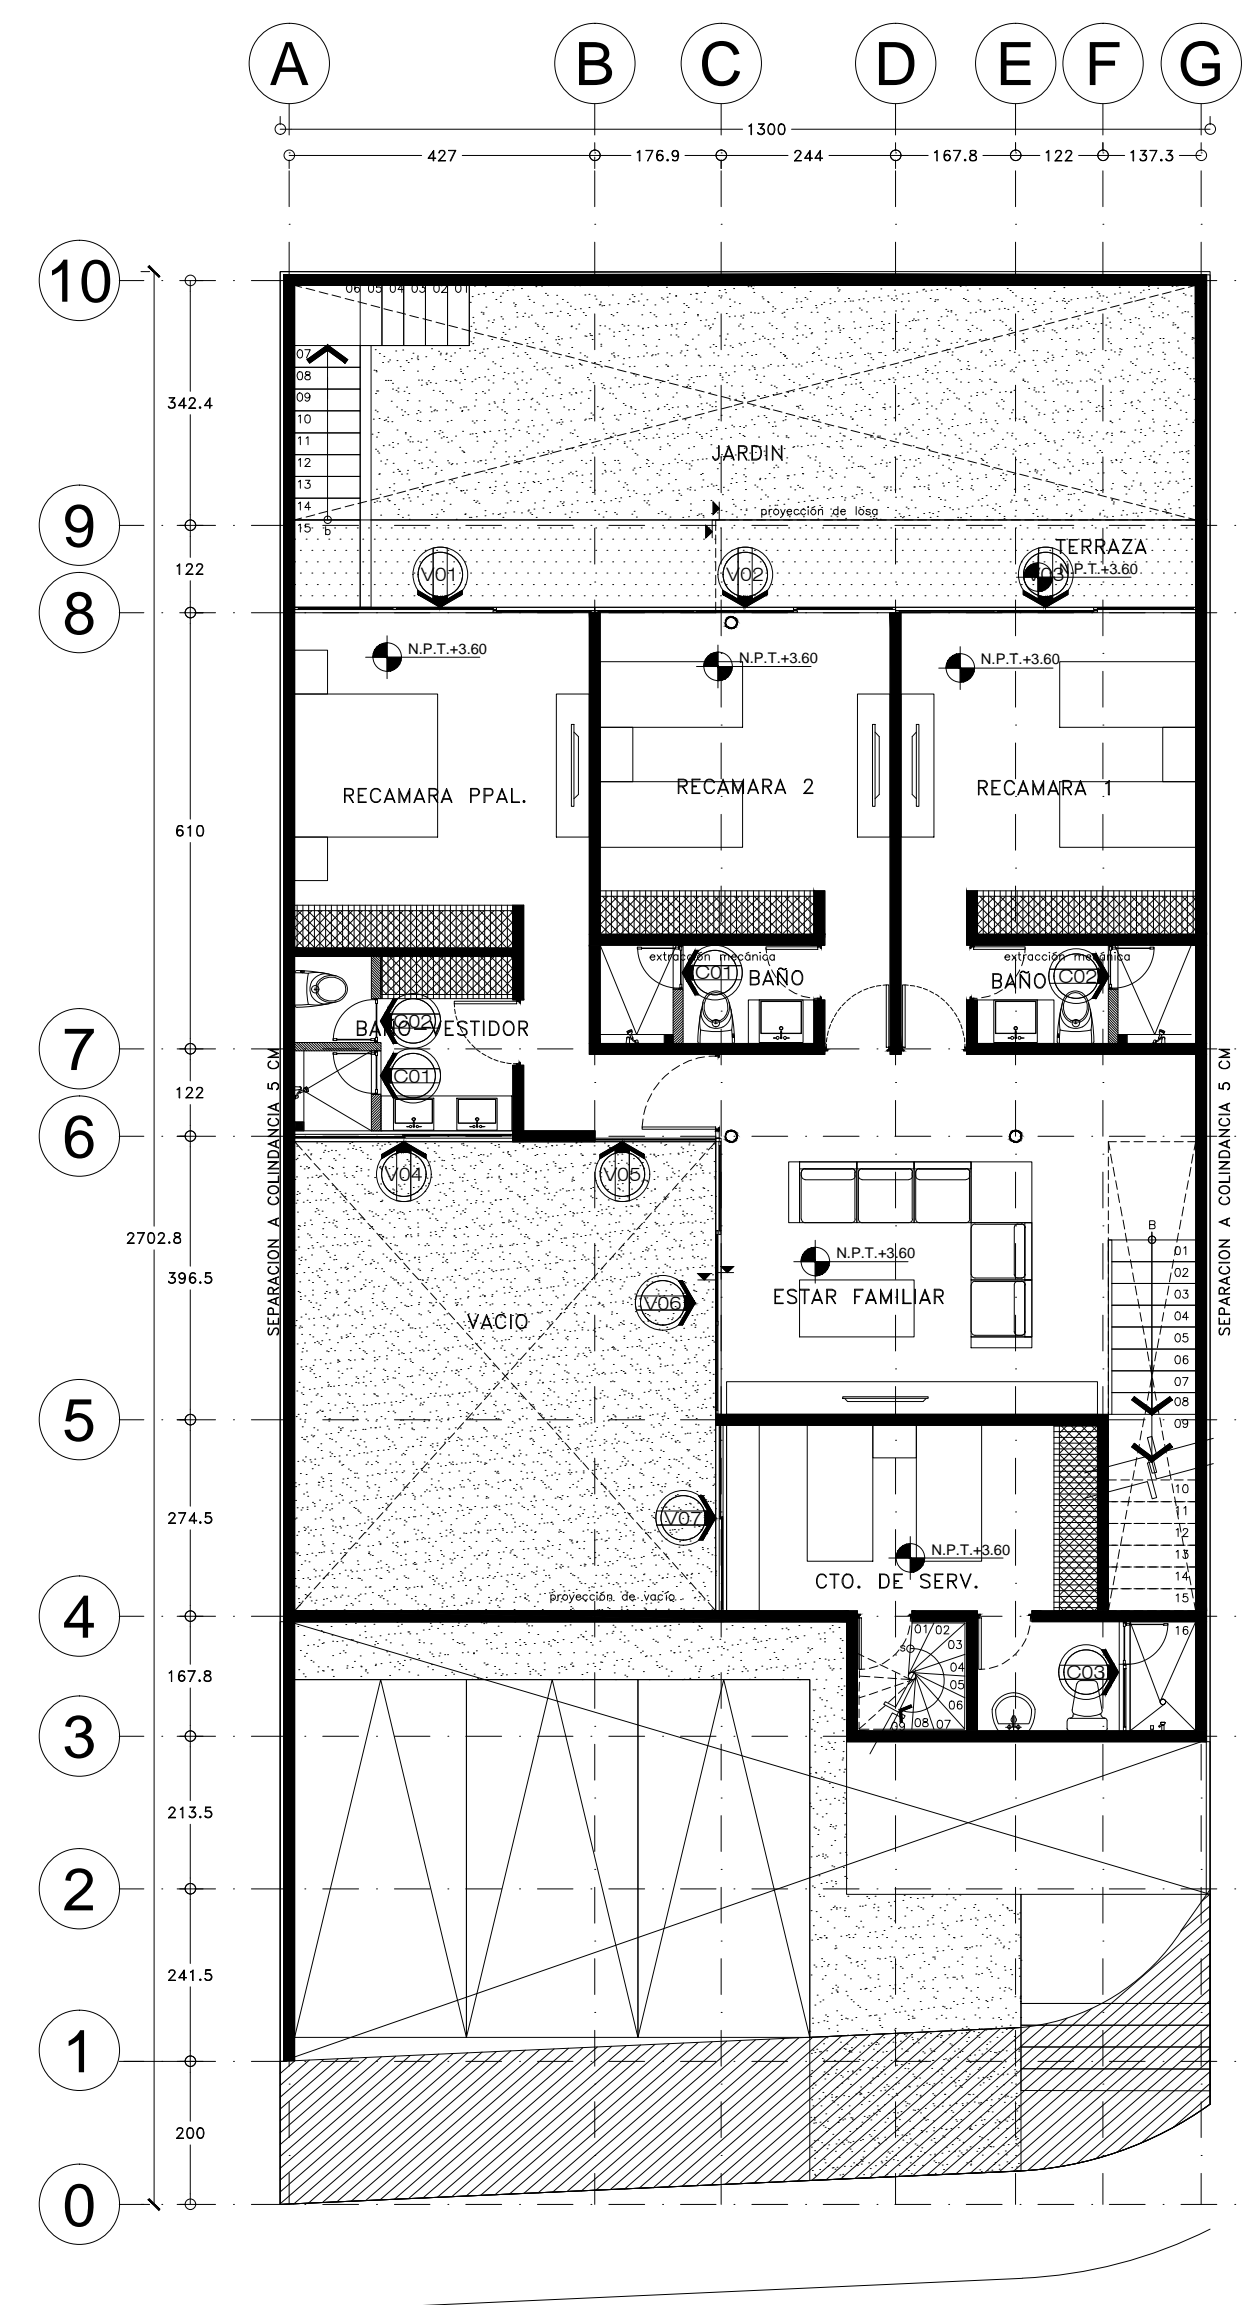 A B C D E F G
1300
427 176.9 244 167.8 122 137.3
10
06 05 04 03 02 01
07
08
342.4
09
10
11
12
JARDIN
13
14
proyección de losa
9
15
b
TERRAZA
122
V01 V02 V03 N.P.T.+3.60
8
N.P.T.+3.60 N.P.T.+3.60 N.P.T.+3.60
RECAMARA PPAL. RECAMARA 2 RECAMARA 1
610
extracción mecánica extracción mecánica
C01 BAÑO BAÑO C02
C02
BAÑO-VESTIDOR
7
C01
122
6
V04 V05
SEPARACION A COLINDANCIA 5 CM
SEPARACION A COLINDANCIA 5 CM
2702.8
B
01
02
03
04
05
06
07
08
09
10
11
12
13
14
15
16
N.P.T.+3.60
396.5
ESTAR FAMILIAR
V06
VACIO
5
274.5
V07
N.P.T.+3.60
CTO. DE SERV.
proyección de vacío
4
01 02
03
S
04
05
06
09 08 07
C03
167.8
3
213.5
2
241.5
1
200
0